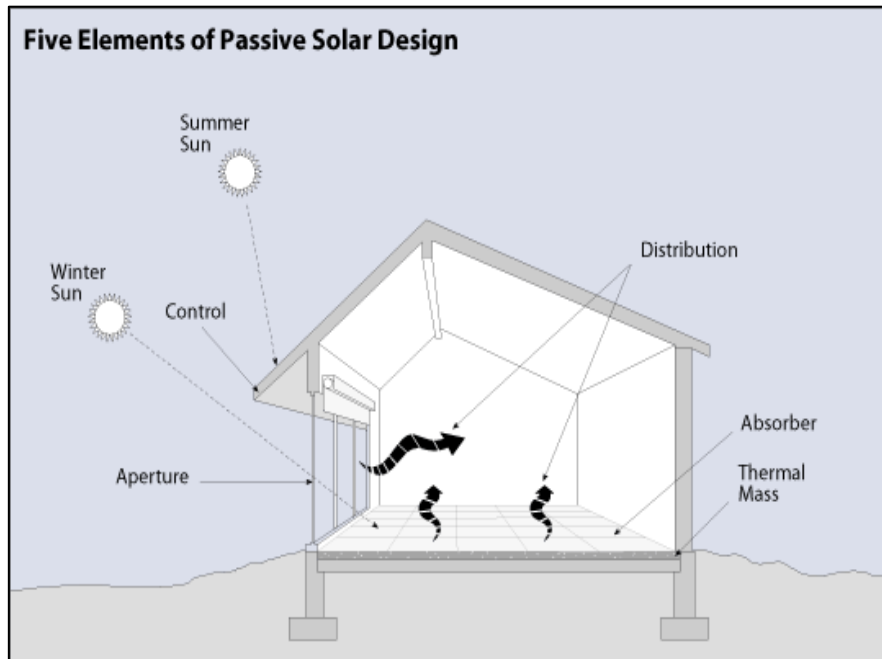 Five Elements of Passive Solar Design
Summer
Sun
Winter
Sun
Control
Distribution
Aperture
Absorber
Thermal
Mass